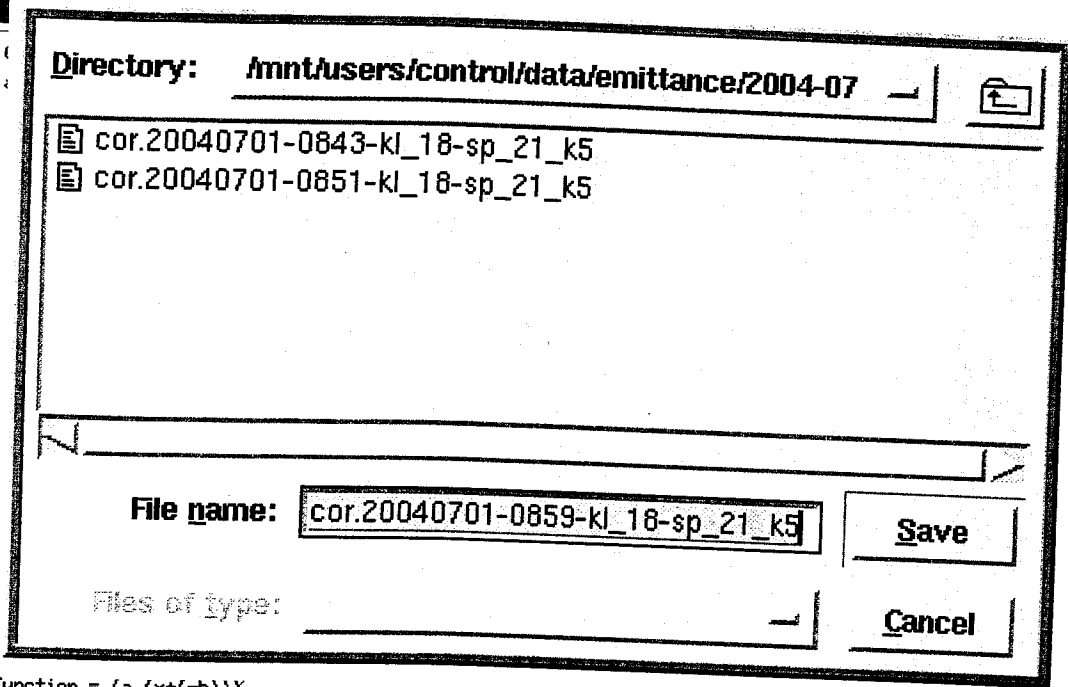 Directory: /mnt/users/control/data/emittance/2004-07
cor.20040701-0843-kl_18-sp_21_k5
cor.20040701-0851-kl_18-sp_21_k5
File name: cor.20040701-0859-kl_18-sp_21_k5
Save
Files of type:
Cancel